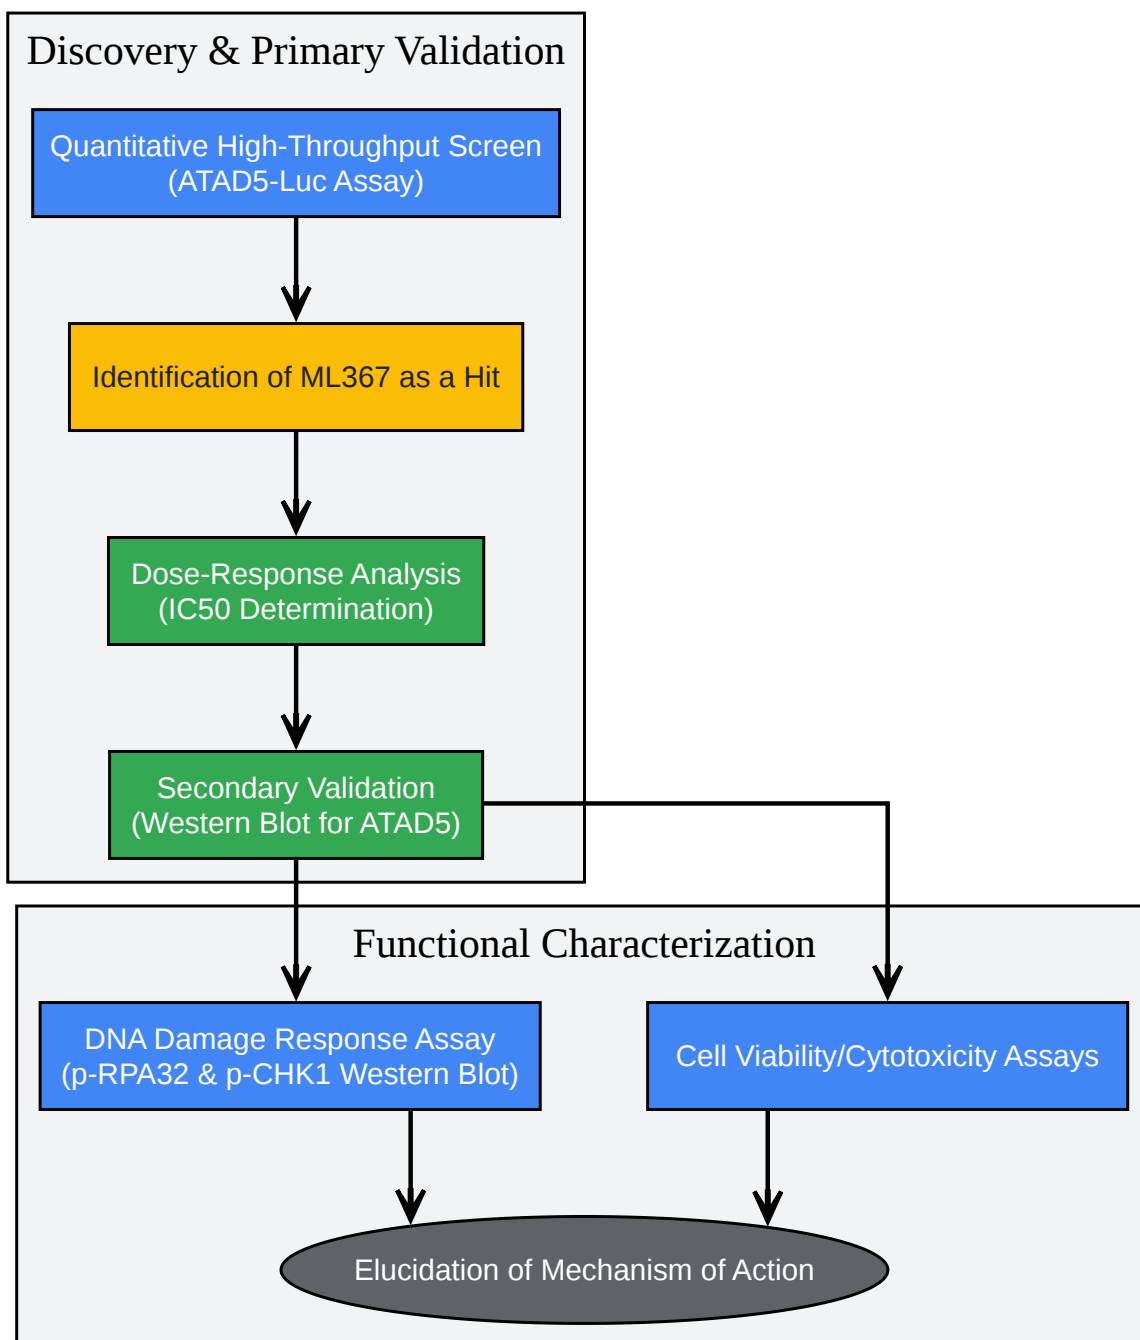 Discovery & Primary Validation
Quantitative High-Throughput Screen
(ATAD5-Luc Assay)
Identification of ML367 as a Hit
Dose-Response Analysis
(IC50 Determination)
Secondary Validation
(Western Blot for ATAD5)
Functional Characterization
DNA Damage Response Assay
(p-RPA32 & p-CHK1 Western Blot)
Cell Viability/Cytotoxicity Assays
Elucidation of Mechanism of Action